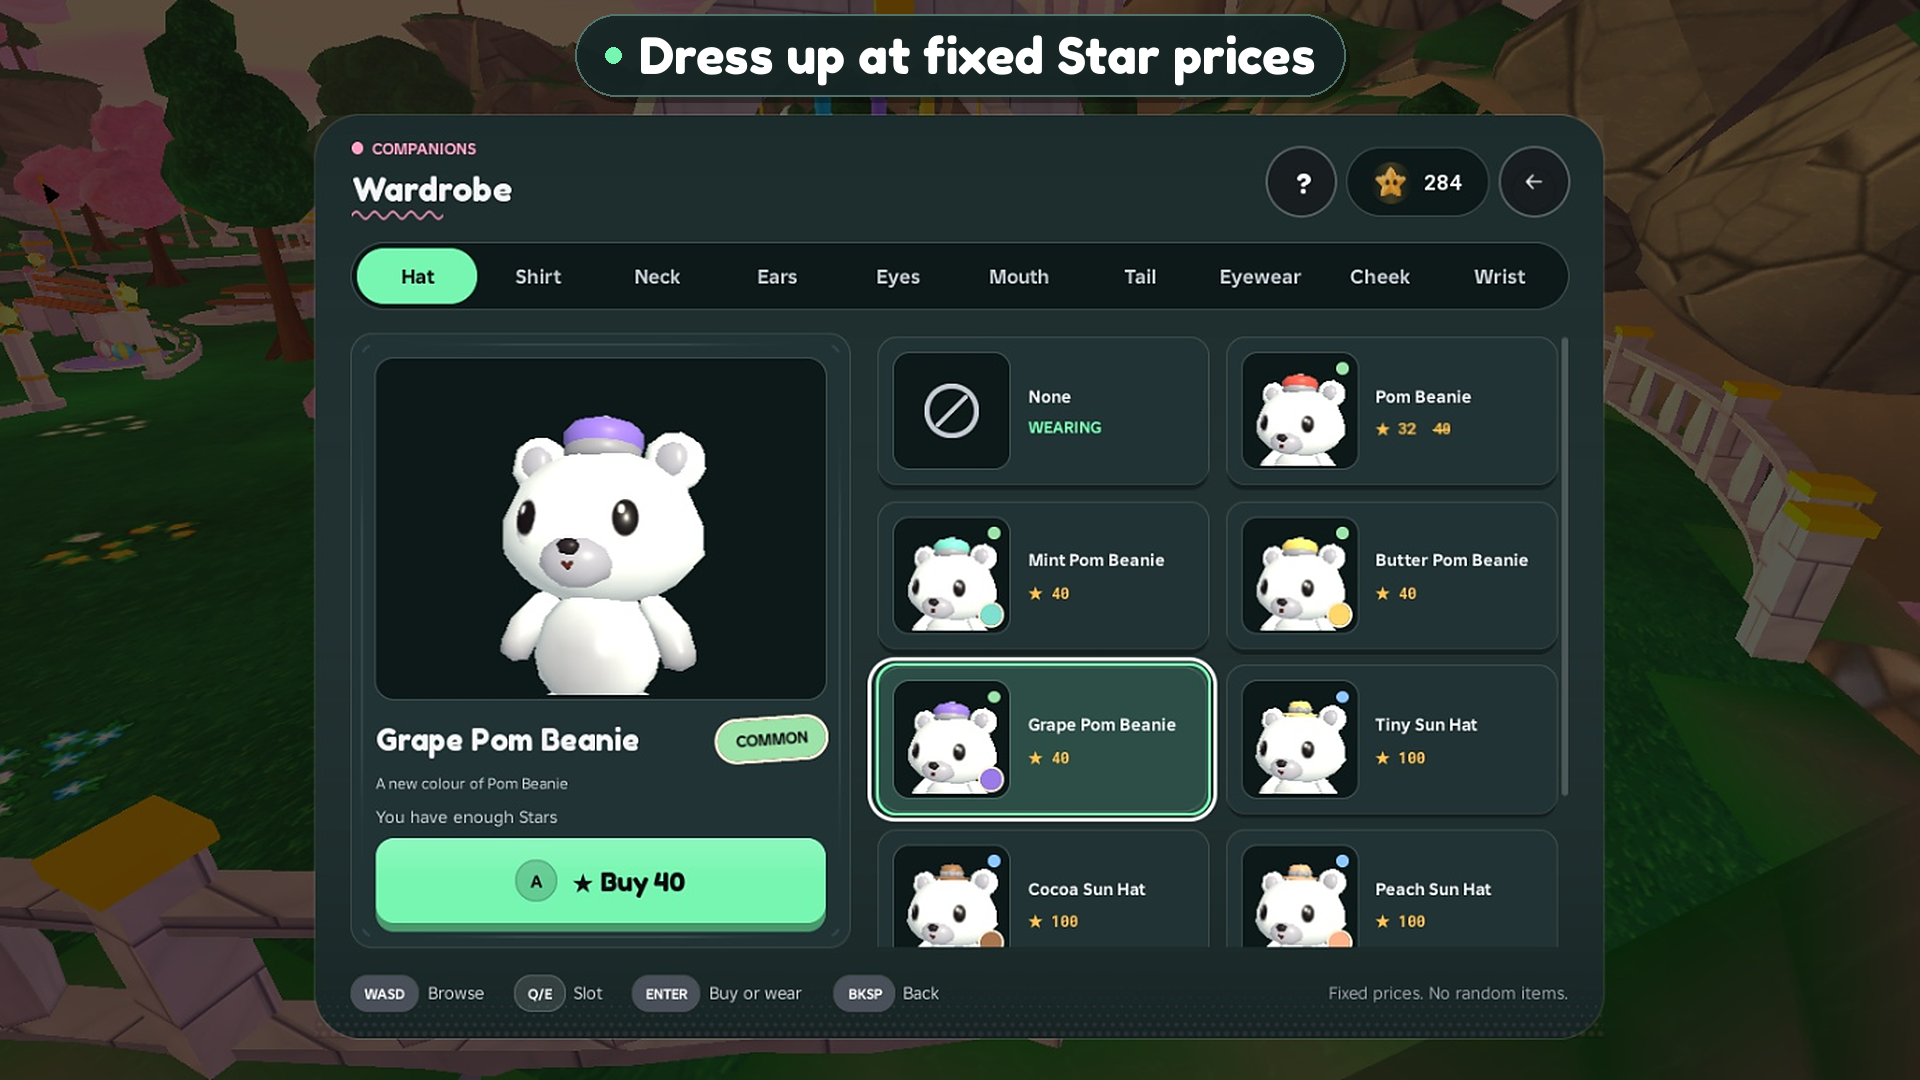 Dress up at fixed Star prices
COMPANIONS
Wardrobe
?
284
Hat
Shirt
Neck
Ears
Eyes
Mouth
Tail
Eyewear
Cheek
Wrist
None
WEARING
Pom Beanie
★ 32 40
Mint Pom Beanie
★ 40
Butter Pom Beanie
★ 40
Grape Pom Beanie
★ 40
Tiny Sun Hat
★ 100
Cocoa Sun Hat
★ 100
Peach Sun Hat
★ 100
Grape Pom Beanie
COMMON
A new colour of Pom Beanie
You have enough Stars
A ★ Buy 40
WASD Browse
Q/E Slot
ENTER Buy or wear
BKSP Back
Fixed prices. No random items.